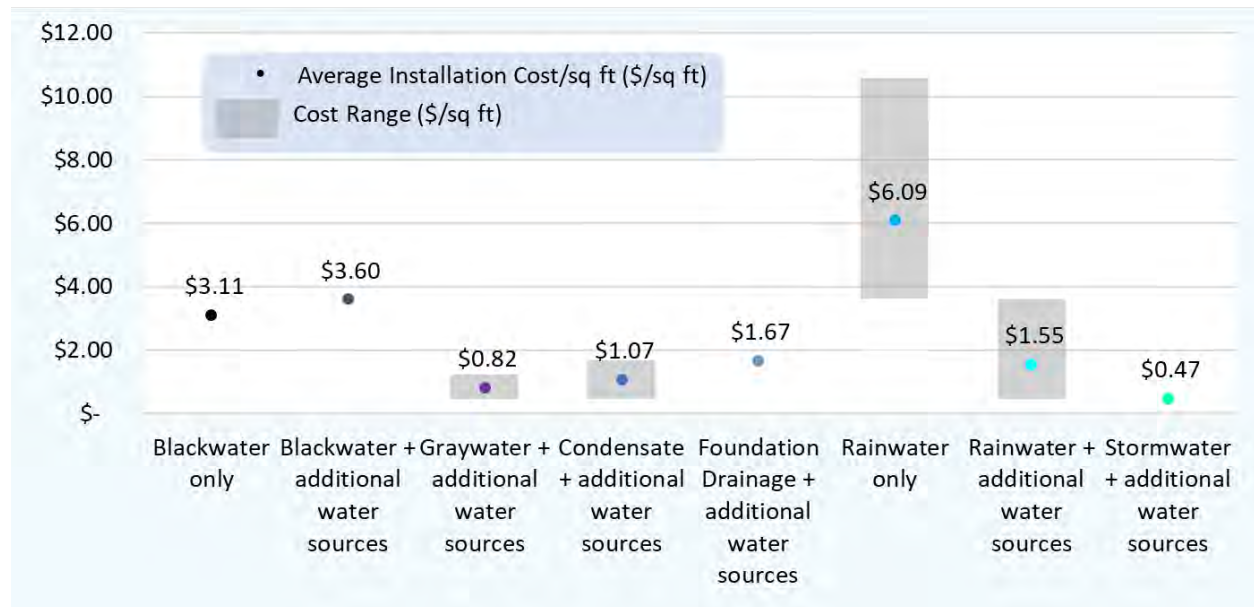 $12.00
$10.00
$8.00
$6.00
$4.00
$2.00
$-
Average Installation Cost/sq ft ($/sq ft)
Cost Range ($/sq ft)
$3.11
$3.60
$0.82
$1.07
$1.67
$6.09
$1.55
$0.47
Blackwater
only
Blackwater +
additional
water
sources
Graywater +
additional
water
sources
Condensate
+ additional
water
sources
Foundation
Drainage +
additional
water
sources
Rainwater
only
Rainwater +
additional
water
sources
Stormwater
+ additional
water
sources